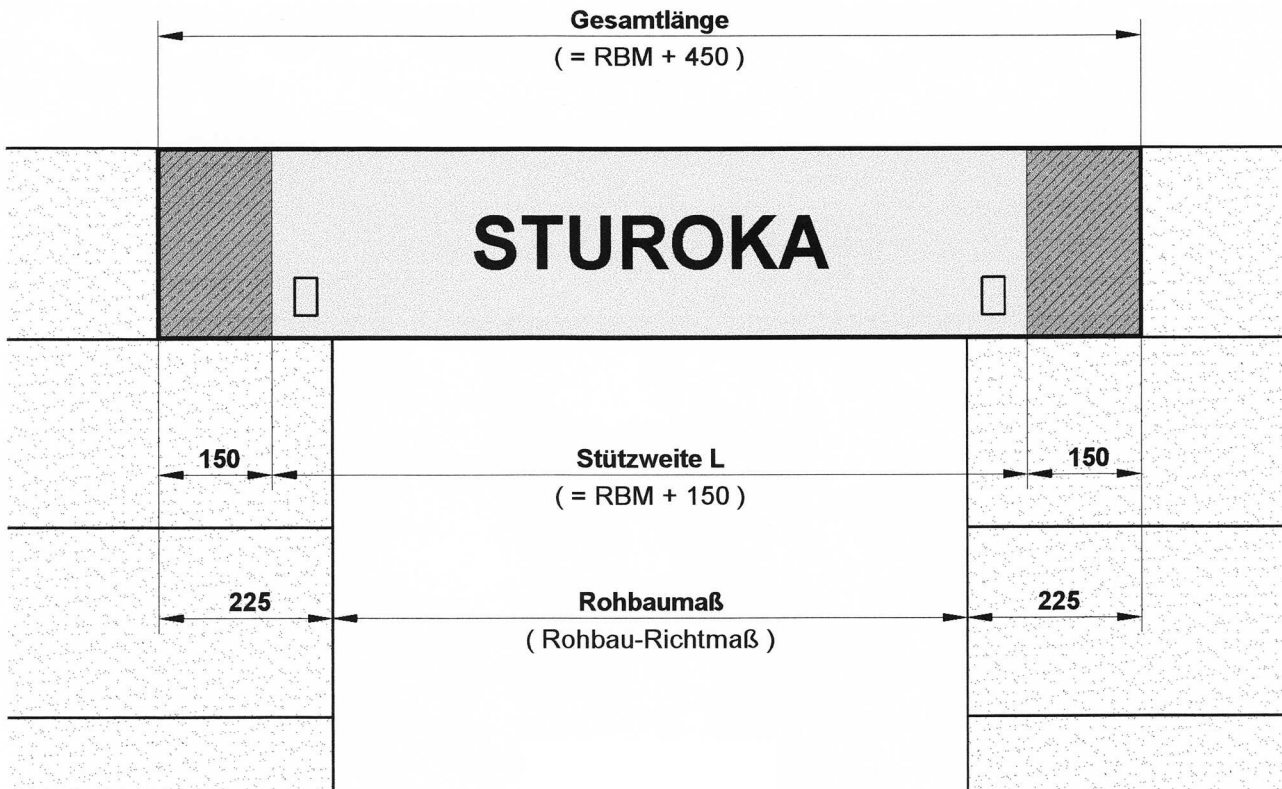 Gesamtlänge
( = RBM + 450 )
STUROKA
150
Stützweite L
150
( = RBM + 150 )
225
Rohbaumaß
225
( Rohbau-Richtmaß )